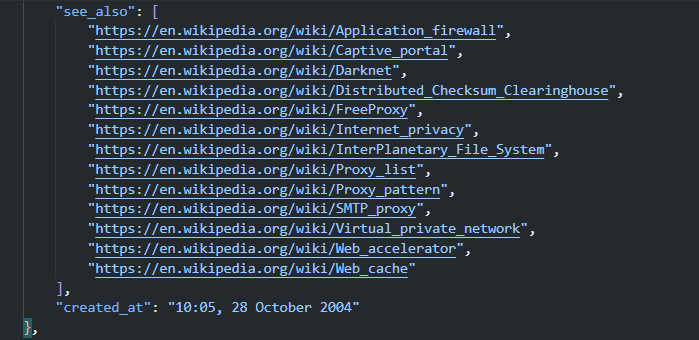 "see_also": [
"https://en.wikipedia.org/wiki/Application_firewall",
"https://en.wikipedia.org/wiki/Captive_portal",
"https://en.wikipedia.org/wiki/Darknet",
"https://en.wikipedia.org/wiki/Distributed_Checksum_Clearinghouse",
"https://en.wikipedia.org/wiki/FreeProxy",
"https://en.wikipedia.org/wiki/Internet_privacy",
"https://en.wikipedia.org/wiki/InterPlanetary_File_System",
"https://en.wikipedia.org/wiki/Proxy_list",
"https://en.wikipedia.org/wiki/Proxy_pattern",
"https://en.wikipedia.org/wiki/SMTP_proxy",
"https://en.wikipedia.org/wiki/Virtual_private_network",
"https://en.wikipedia.org/wiki/Web_accelerator",
"https://en.wikipedia.org/wiki/Web_cache"
],
"created_at": "10:05, 28 October 2004"
},